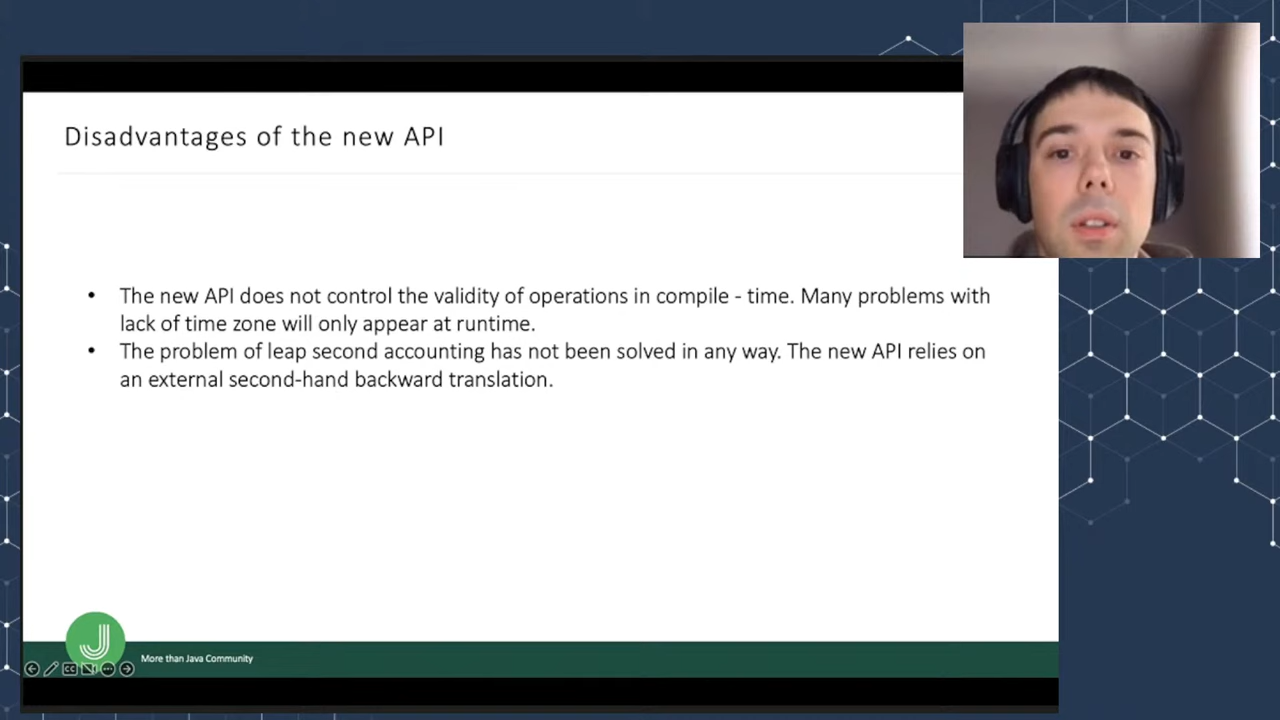 Disadvantages of the new API
• The new API does not control the validity of operations in compile - time. Many problems with
lack of time zone will only appear at runtime.
• The problem of leap second accounting has not been solved in any way. The new API relies on
an external second-hand backward translation.
More than Java Community